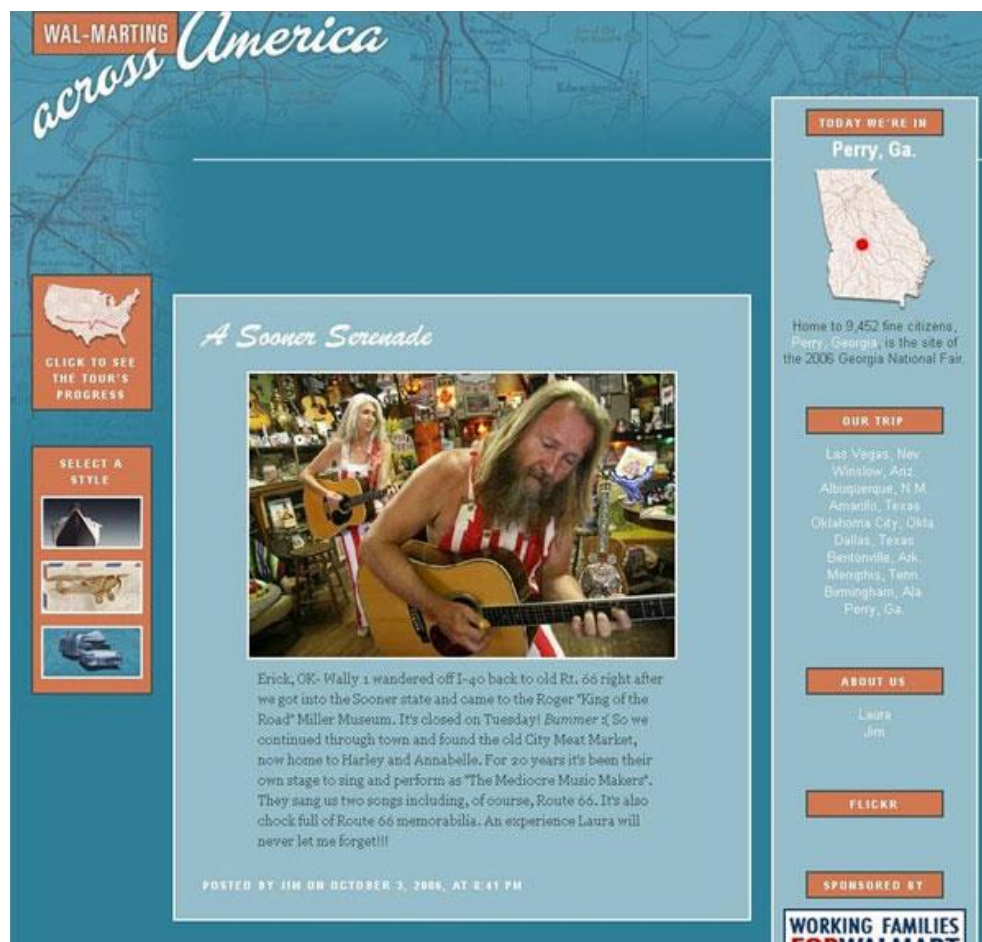 WAL-MARTING
across America
TODAY WE'RE IN
Perry, Ga.
Home to 9,452 fine citizens,
Perry, Georgia, is the site of
the 2006 Georgia National Fair.
CLICK TO SEE
THE TOUR'S
PROGRESS
SELECT A
STYLE
A Sooner Serenade
Erick, OK- Wally 1 wandered off I-40 back to old Rt. 66 right after
we got into the Sooner state and came to the Roger "King of the
Road" Miller Museum. It's closed on Tuesday! Bummer :( So we
continued through town and found the old City Meat Market,
now home to Harley and Annabelle. For 20 years it's been their
own stage to sing and perform as "The Mediocre Music Makers".
They sang us two songs including, of course, Route 66. It's also
chock full of Route 66 memorabilia. An experience Laura will
never let me forget!!!
POSTED BY JIM ON OCTOBER 3, 2006, AT 8:41 PM
OUR TRIP
Las Vegas, Nev.
Winslow, Ariz.
Albuquerque, N.M.
Amarillo, Texas
Oklahoma City, Okla.
Dallas, Texas
Bentonville, Ark.
Memphis, Tenn.
Birmingham, Ala.
Perry, Ga.
ABOUT US
Laura
Jim
FLICKR
SPONSORED BY
WORKING FAMILIES
FOR WALMART